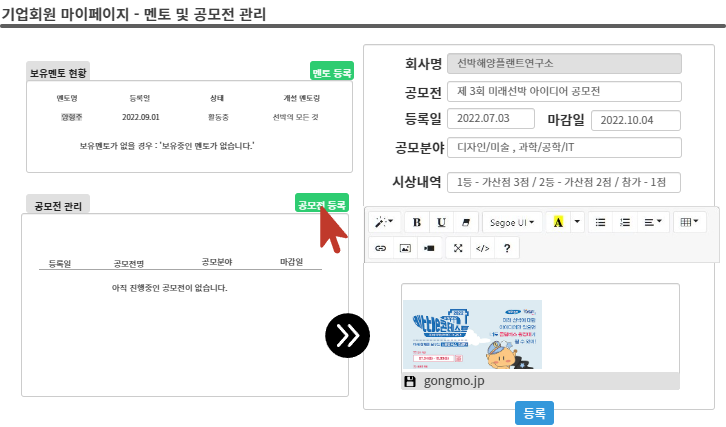 기업회원 마이페이지 - 멘토 및 공모전 관리
보유멘토 현황
멘토 등록
멘토명 등록일 상태 개설 멘토링
2022.09.01 활동중 선박의 모든 것
보유멘토가 없을 경우 : '보유중인 멘토가 없습니다.'
공모전 관리
공모전 등록
등록일 공모전명 공모분야 마감일
아직 진행중인 공모전이 없습니다.
회사명 선박해양플랜트연구소
공모전 제 3회 미래선박 아이디어 공모전
등록일 2022.07.03 마감일 2022.10.04
공모분야 디자인/미술 , 과학/공학/IT
시상내역 1등 - 가산점 3점 / 2등 - 가산점 2점 / 참가 - 1점
B U Segoe UI A
</> ?
gongmo.jp
등록